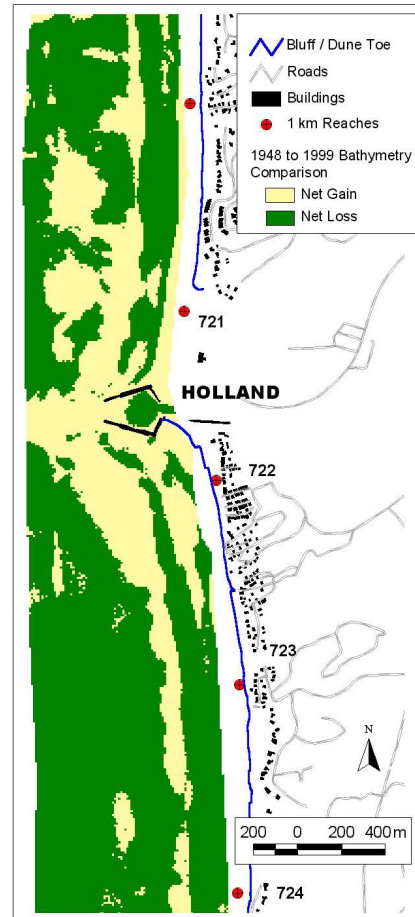 Bluff / Dune Toe
Roads
Buildings
1 km Reaches
1948 to 1999 Bathymetry
Comparison
Net Gain
Net Loss
721
HOLLAND
722
723
N
200 0 200 400 m
724